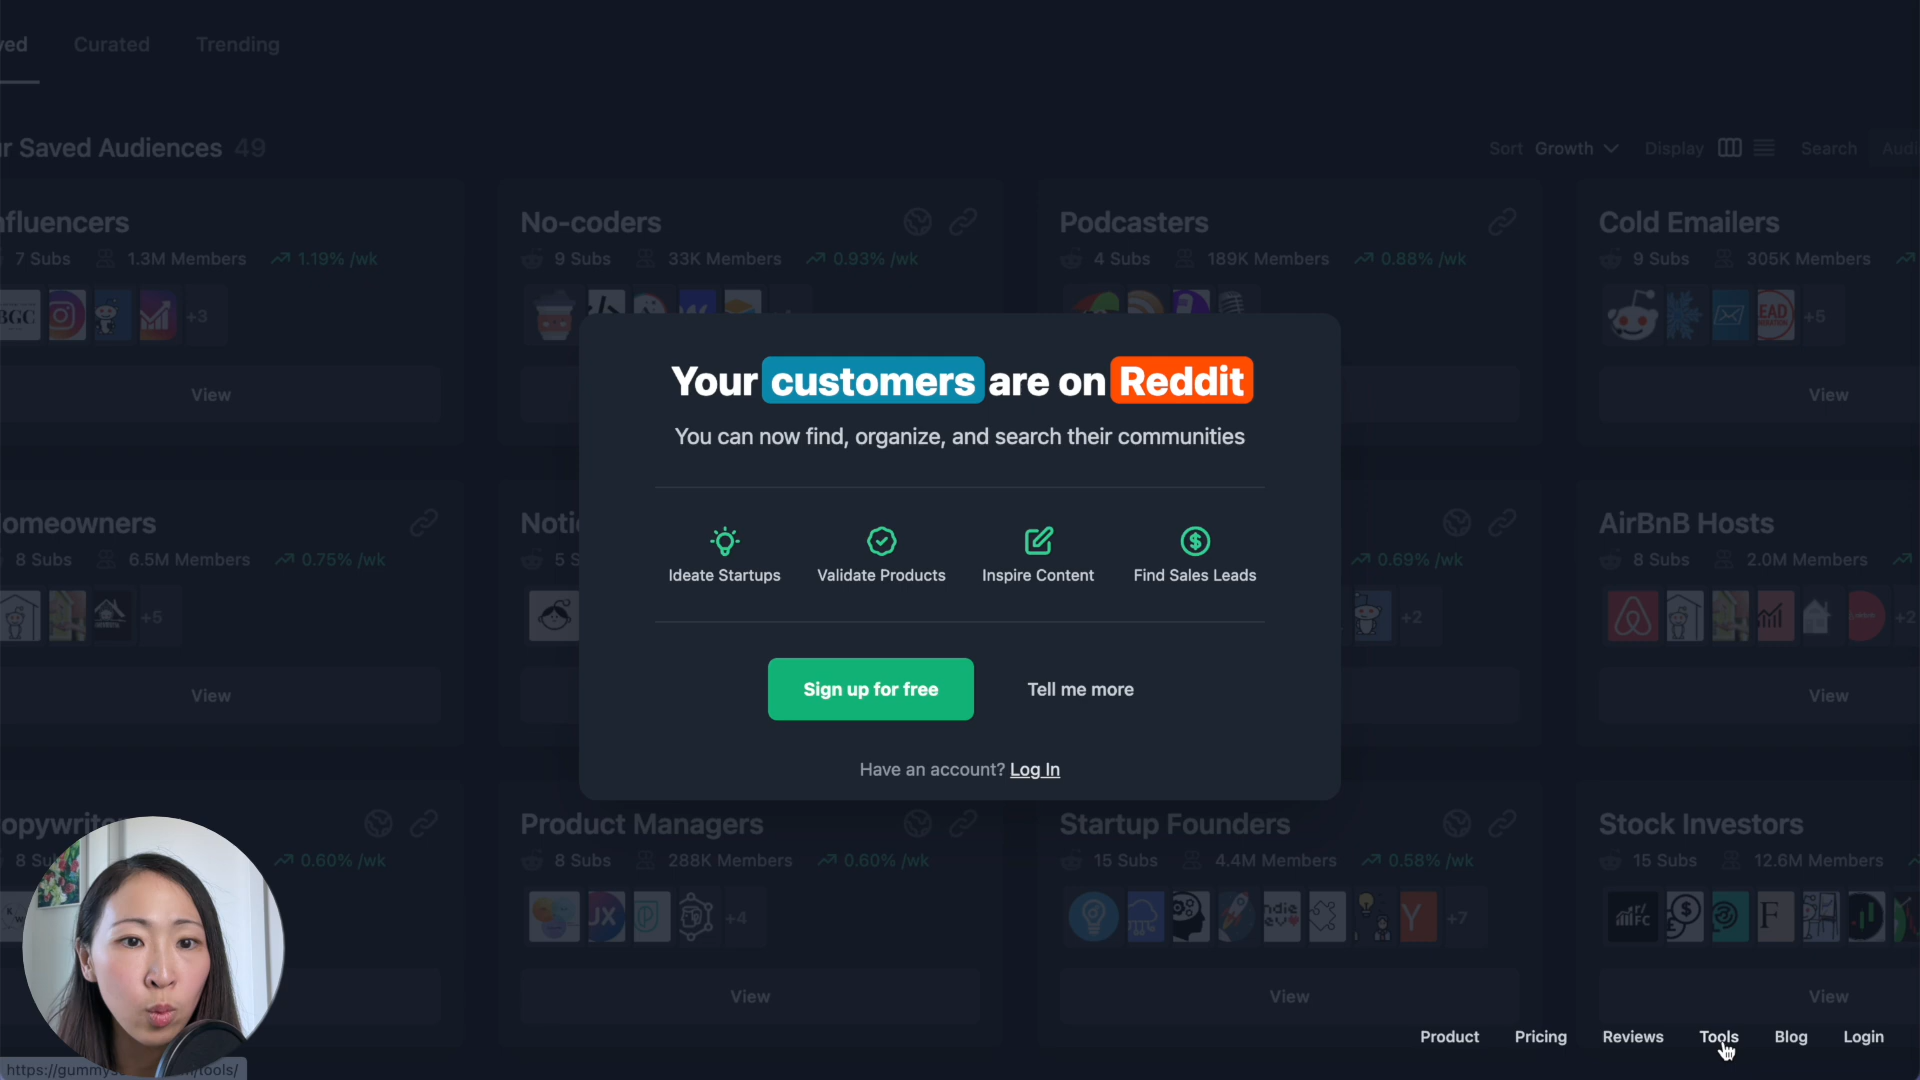 Curated
Trending
Saved Audiences 49
Sort Growth
Display
Search
7 Subs
1.3M Members
1.19% /wk
+3
View
No-coders
9 Subs
33K Members
0.93% /wk
Podcasters
4 Subs
189K Members
0.88% /wk
Cold Emailers
9 Subs
305K Members
+5
View
Your customers are on Reddit
You can now find, organize, and search their communities
Ideate Startups
Validate Products
Inspire Content
Find Sales Leads
Sign up for free
Tell me more
Have an account? Log In
8 Subs
6.5M Members
0.75% /wk
+5
View
0.69% /wk
+2
AirBnB Hosts
8 Subs
2.0M Members
+2
View
0.60% /wk
Product Managers
8 Subs
288K Members
0.60% /wk
JX
+4
View
Startup Founders
15 Subs
4.4M Members
0.58% /wk
Y
+7
View
Stock Investors
15 Subs
12.6M Members
FC
F
View
Product
Pricing
Reviews
Tools
Blog
Login